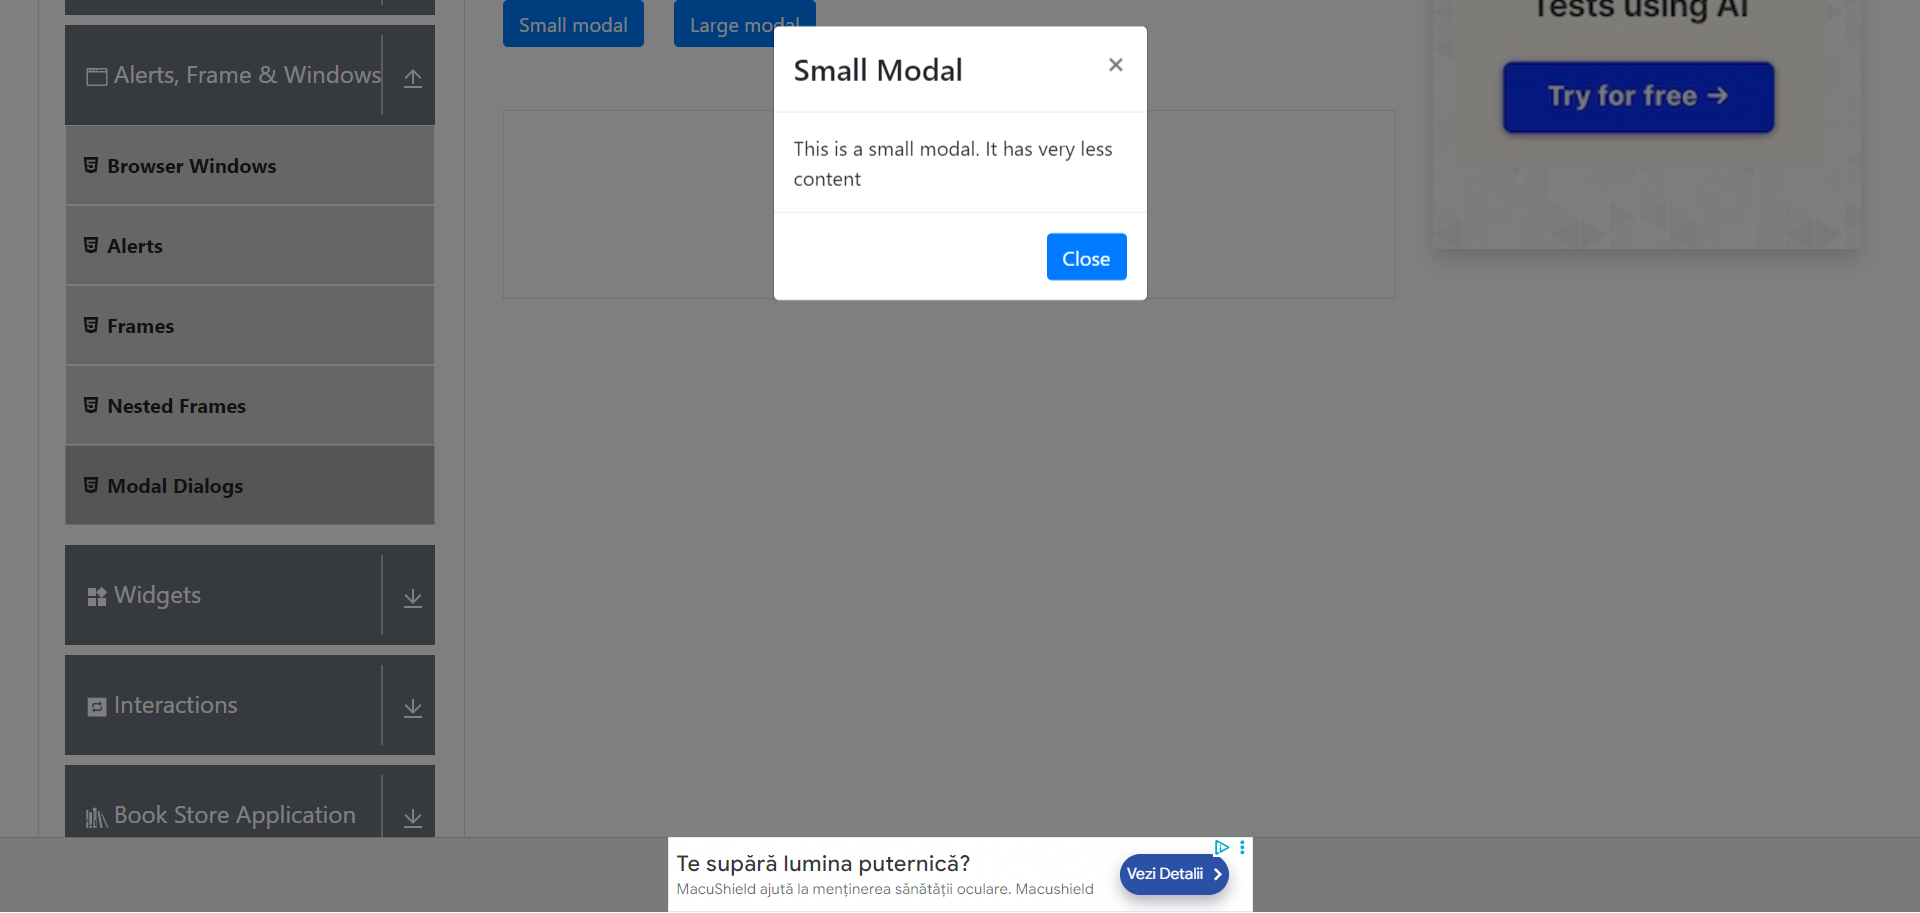 Small modal
Large modal
Tests using AI
Try for free →
Alerts, Frame & Windows
Browser Windows
Alerts
Frames
Nested Frames
Modal Dialogs
Widgets
Interactions
Book Store Application
Small Modal
×
This is a small modal. It has very less
content
Close
Te supără lumina puternică?
MacuShield ajută la menținerea sănătății oculare. Macushield
Vezi Detalii